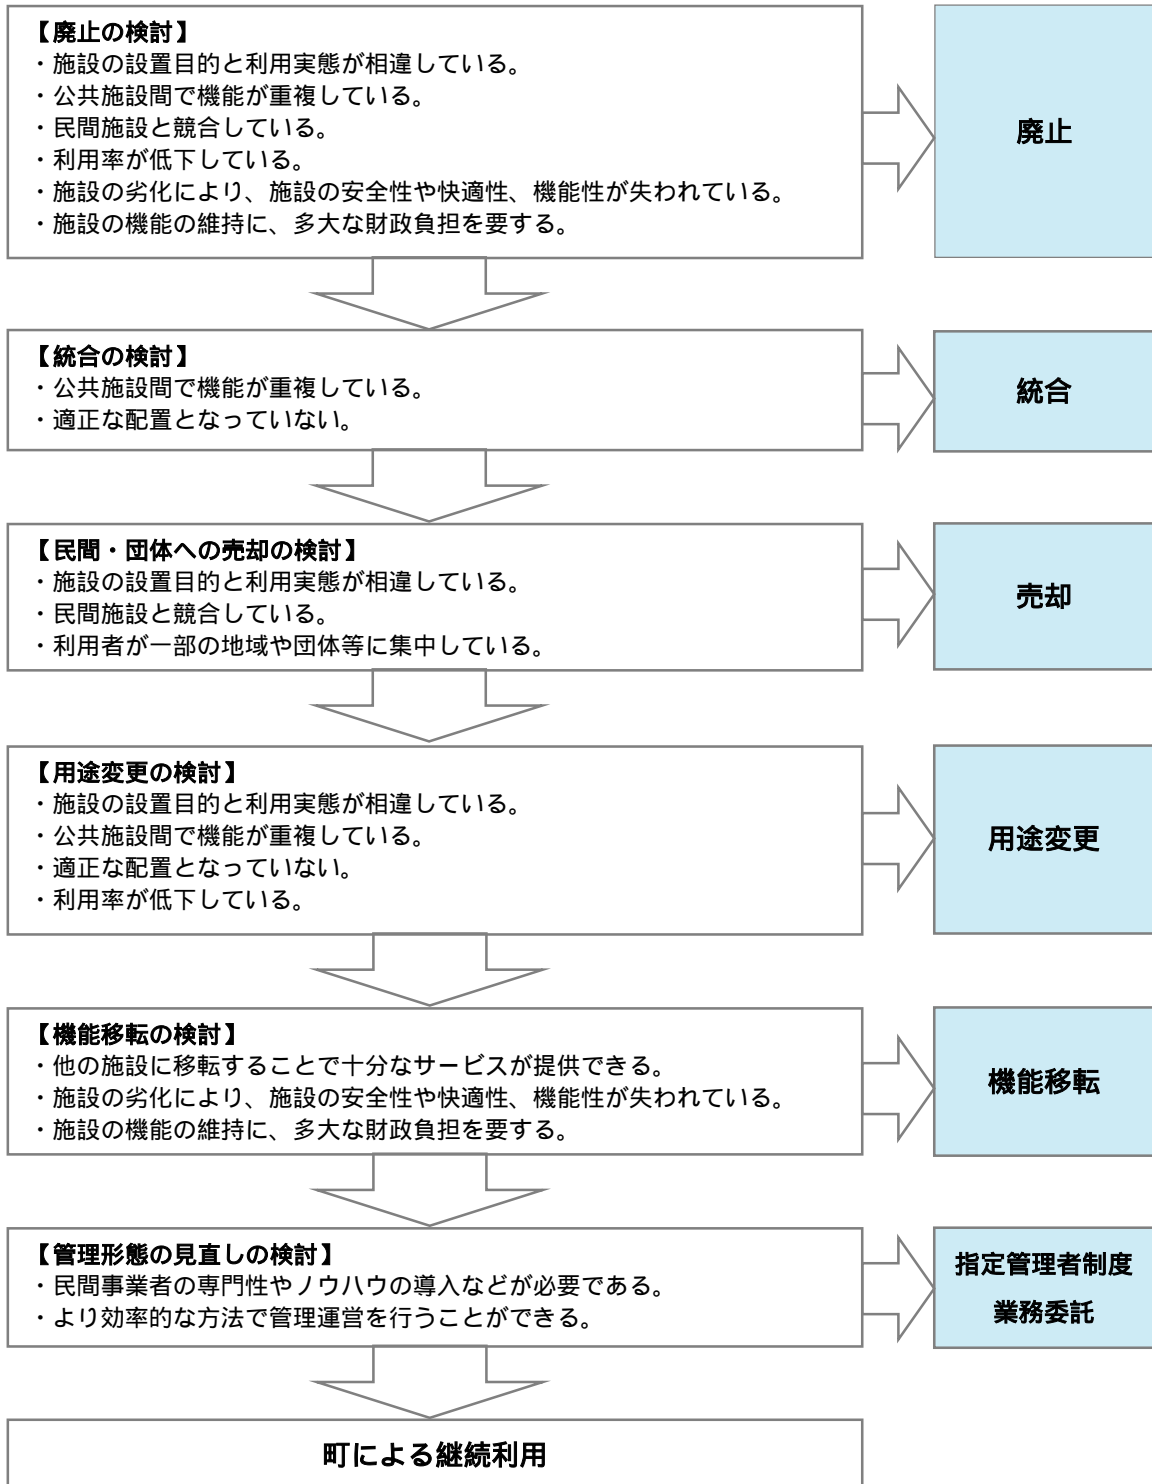 【廃止の検討】
・施設の設置目的と利用実態が相違している。
・公共施設間で機能が重複している。
・民間施設と競合している。
・利用率が低下している。
・施設の劣化により、施設の安全性や快適性、機能性が失われている。
・施設の機能の維持に、多大な財政負担を要する。
廃止
【統合の検討】
・公共施設間で機能が重複している。
・適正な配置となっていない。
統合
【民間・団体への売却の検討】
・施設の設置目的と利用実態が相違している。
・民間施設と競合している。
・利用者が一部の地域や団体等に集中している。
売却
【用途変更の検討】
・施設の設置目的と利用実態が相違している。
・公共施設間で機能が重複している。
・適正な配置となっていない。
・利用率が低下している。
用途変更
【機能移転の検討】
・他の施設に移転することで十分なサービスが提供できる。
・施設の劣化により、施設の安全性や快適性、機能性が失われている。
・施設の機能の維持に、多大な財政負担を要する。
機能移転
【管理形態の見直しの検討】
・民間事業者の専門性やノウハウの導入などが必要である。
・より効率的な方法で管理運営を行うことができる。
指定管理者制度
業務委託
町による継続利用